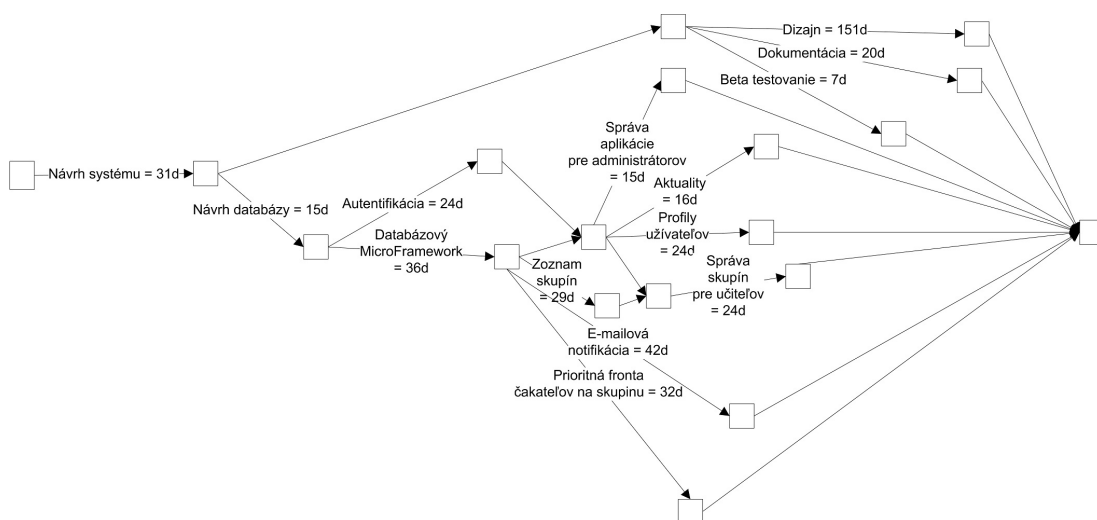 Dizajn = 151d
Dokumentácia = 20d
Beta testovanie = 7d
Správa
aplikácie
pre administrátorov
= 15d
Návrh systému = 31d
Aktuality
= 16d
Návrh databázy = 15d
Autentifikácia = 24d
Profily
užívateľov
= 24d
Databázový
MicroFramework
= 36d
Zoznam
skupín
= 29d
Správa
skupín
pre učiteľov
= 24d
E-mailová
notifikácia = 42d
Prioritná fronta
čakateľov na skupinu = 32d